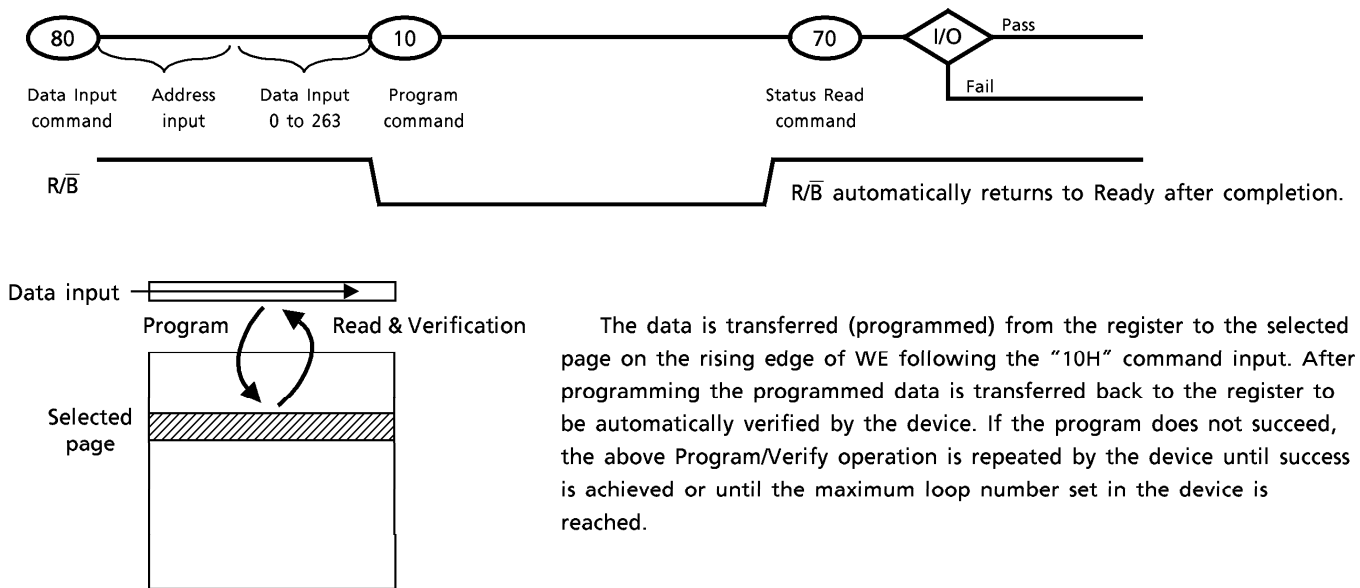 80
10
70
I/O
Pass
Fail
Data Input
command
Address
input
Data Input
0 to 263
Program
command
Status Read
command
R/B̅
R/B̅ automatically returns to Ready after completion.
Data input
Program
Read & Verification
Selected
page
The data is transferred (programmed) from the register to the selected
page on the rising edge of WE following the "10H" command input. After
programming the programmed data is transferred back to the register to
be automatically verified by the device. If the program does not succeed,
the above Program/Verify operation is repeated by the device until success
is achieved or until the maximum loop number set in the device is
reached.